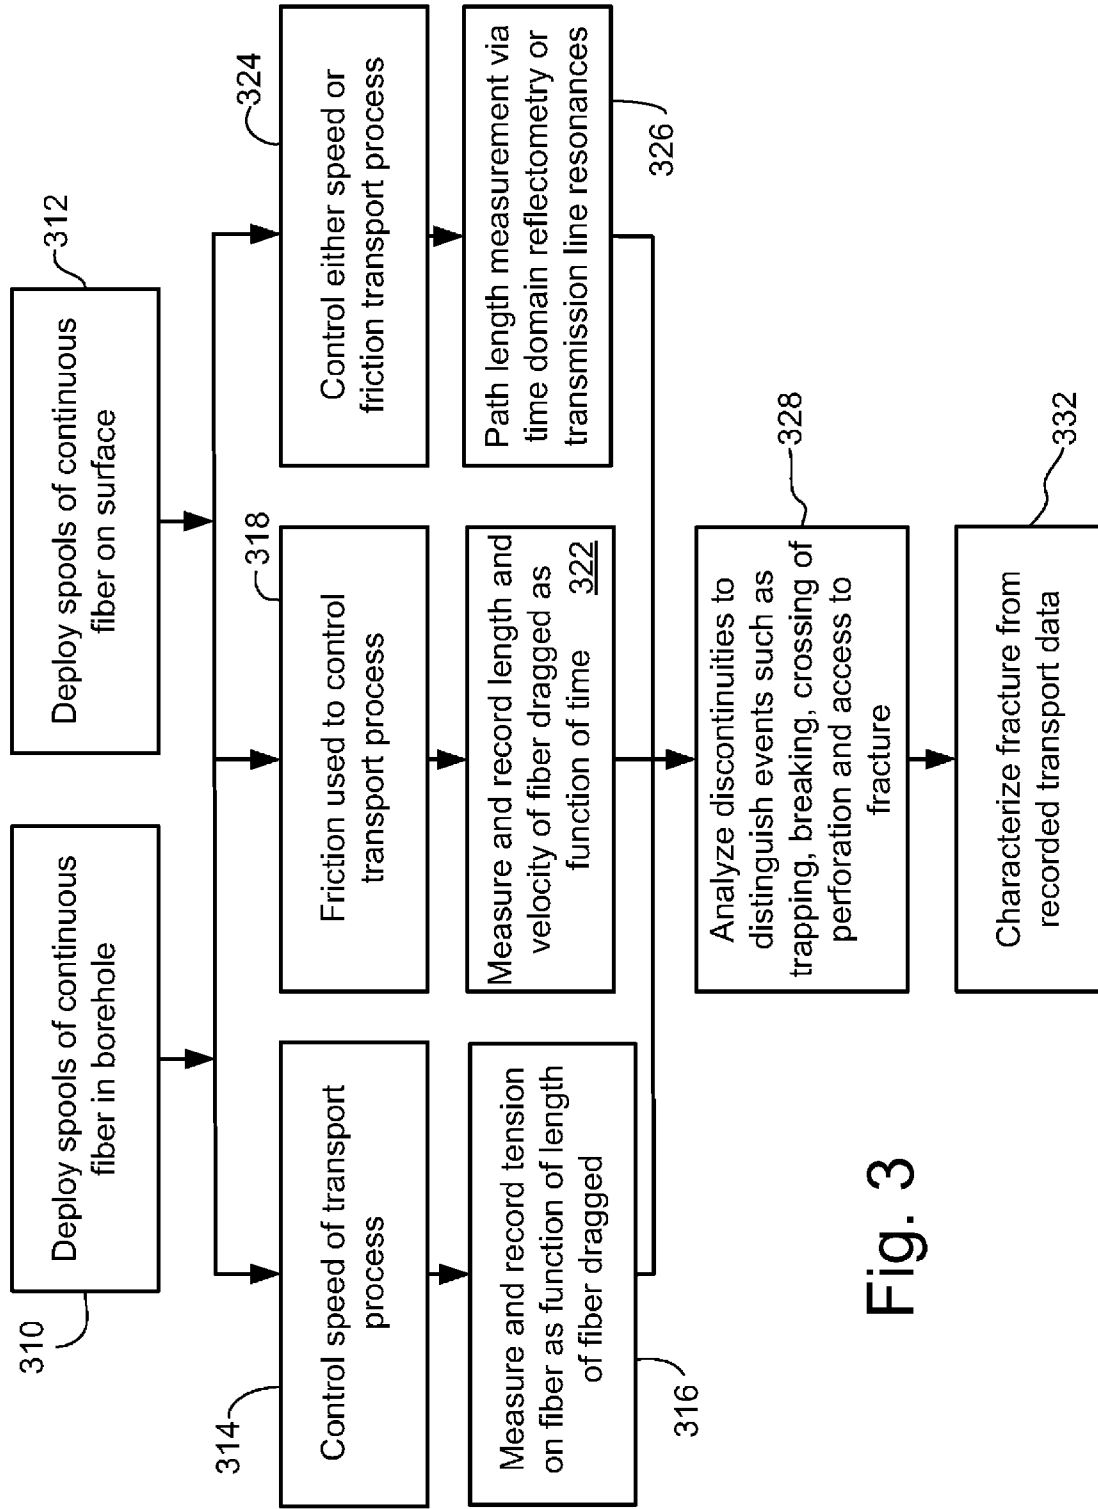 310
Deploy spools of continuous
fiber in borehole
312
Deploy spools of continuous
fiber on surface
314
Control speed of transport
process
318
Friction used to control
transport process
324
Control either speed or
friction transport process
Measure and record tension
on fiber as function of length
of fiber dragged
316
Measure and record length and
velocity of fiber dragged as
function of time
322
Path length measurement via
time domain reflectometry or
transmission line resonances
326
Analyze discontinuities to
distinguish events such as
trapping, breaking, crossing of
perforation and access to
fracture
328
Characterize fracture from
recorded transport data
332
Fig. 3